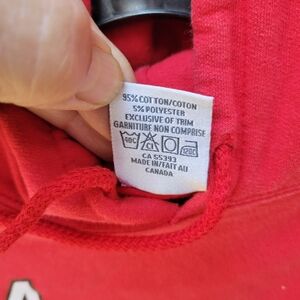 95% COTTON/COTON
5% POLYESTER
EXCLUSIVE OF TRIM
GARNITURE NON COMPRISE
CA 55393
MADE IN/FAIT AU
CANADA